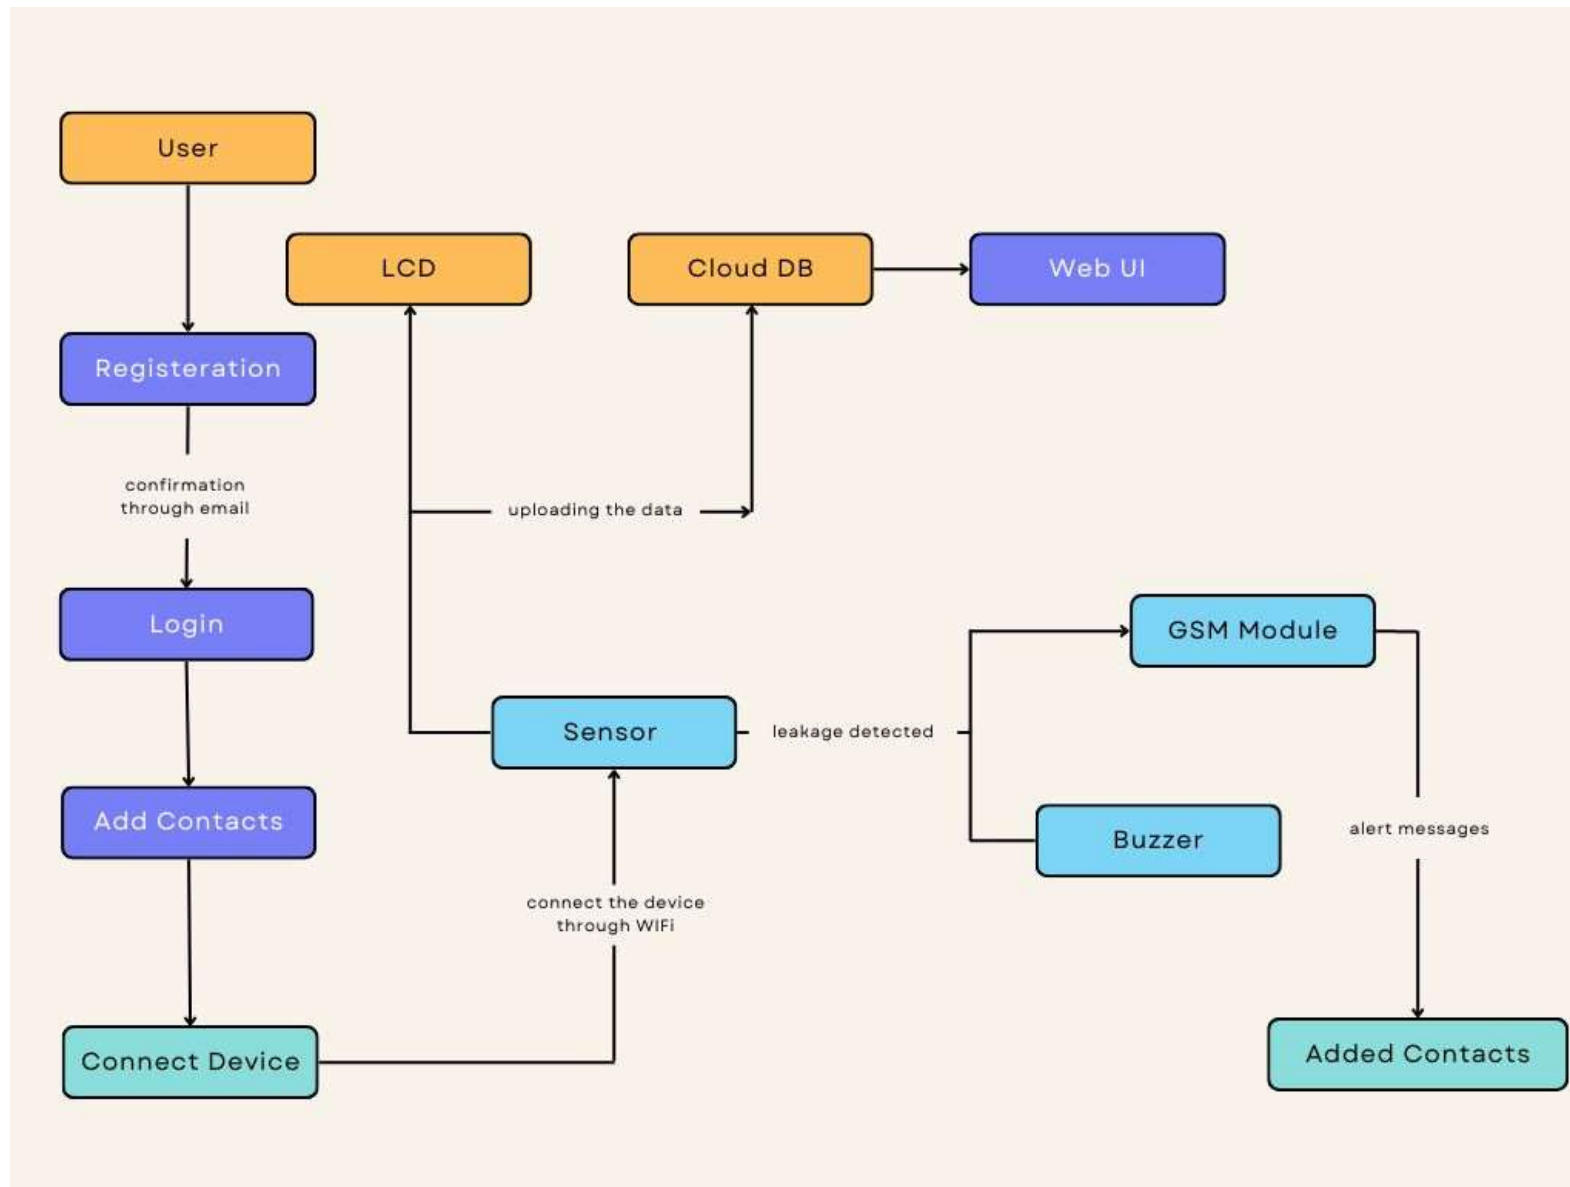 User
LCD
Cloud DB
Web UI
Registeration
confirmation
through email
uploading the data
Login
GSM Module
Sensor
leakage detected
Add Contacts
Buzzer
alert messages
connect the device
through WIFi
Connect Device
Added Contacts